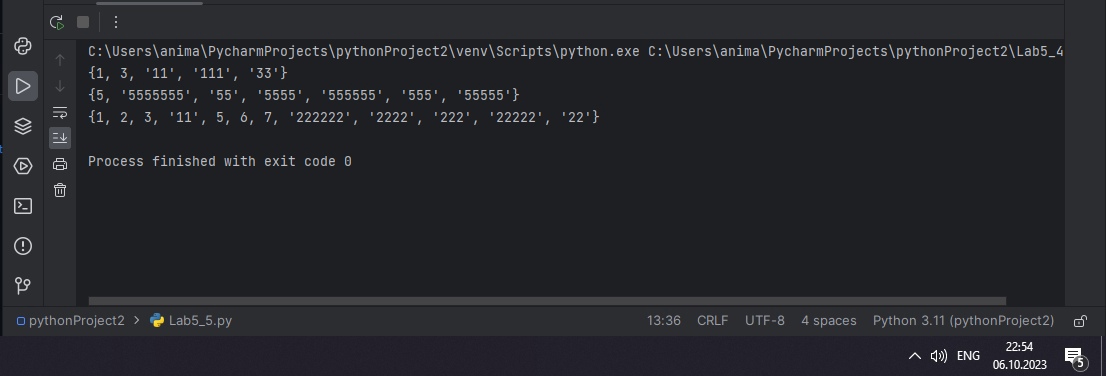 C:\Users\anima\PycharmProjects\pythonProject2\venv\Scripts\python.exe C:\Users\anima\PycharmProjects\pythonProject2\Lab5_4
{1, 3, '11', '111', '33'}
{5, '5555555', '55', '5555', '555555', '555', '55555'}
{1, 2, 3, '11', 5, 6, 7, '222222', '2222', '222', '22222', '22'}
Process finished with exit code 0
pythonProject2 > Lab5_5.py 13:36 CRLF UTF-8 4 spaces Python 3.11 (pythonProject2)
ENG 22:54
06.10.2023 5